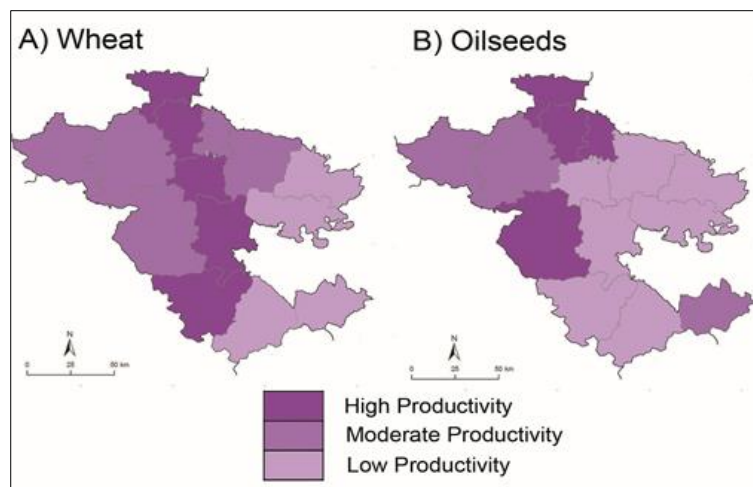 A) Wheat
B) Oilseeds
N
0 25 50 km
N
0 25 50 km
High Productivity
Moderate Productivity
Low Productivity